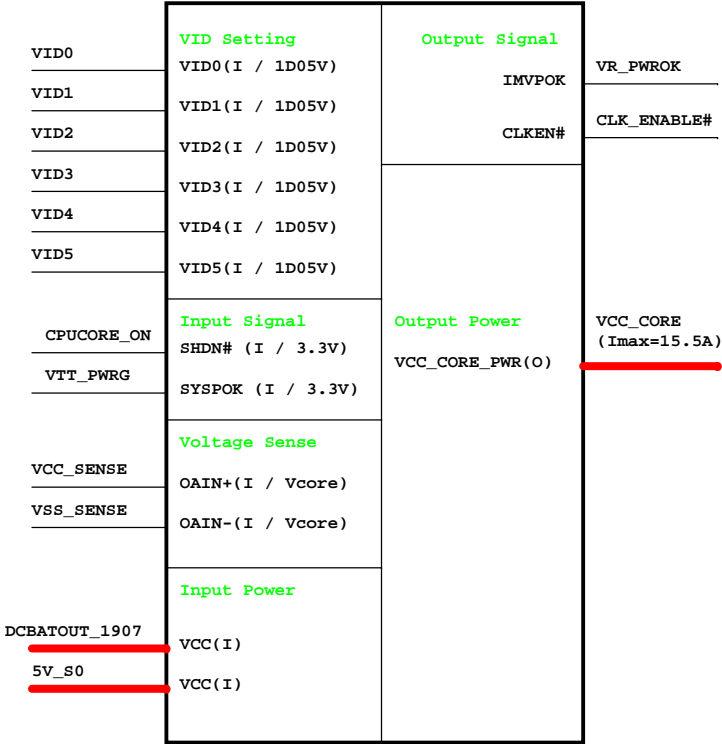 VID Setting
Output Signal
VID0
VID0(I / 1D05V)
IMVPOK
VR_PWROK
VID1
VID1(I / 1D05V)
CLKEN#
CLK_ENABLE#
VID2
VID2(I / 1D05V)
VID3
VID3(I / 1D05V)
VID4
VID4(I / 1D05V)
VID5
VID5(I / 1D05V)
Input Signal
Output Power
VCC_CORE
(Imax=15.5A)
CPUCORE_ON
SHDN# (I / 3.3V)
VCC_CORE_PWR(O)
VTT_PWRG
SYSPOK (I / 3.3V)
Voltage Sense
VCC_SENSE
OAIN+(I / Vcore)
VSS_SENSE
OAIN-(I / Vcore)
Input Power
DCBATOUT_1907
VCC(I)
5V_S0
VCC(I)